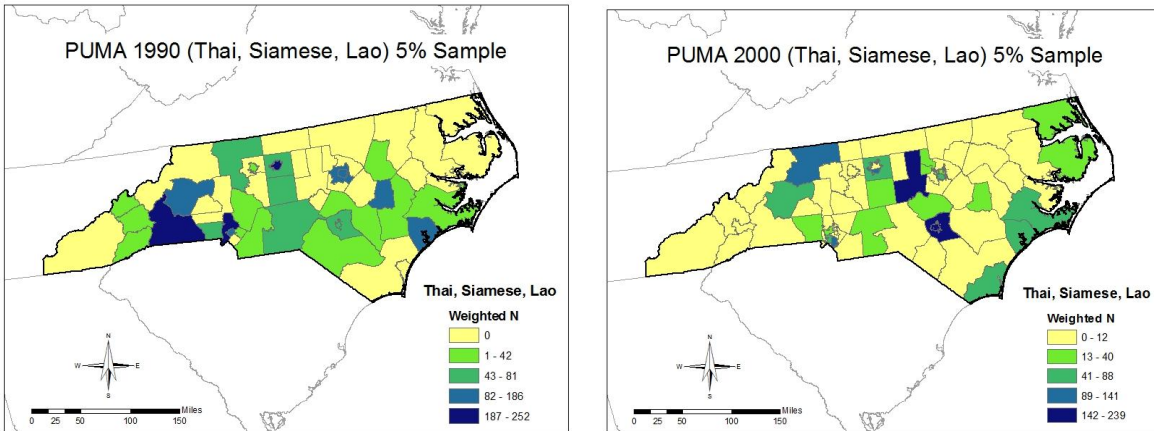 PUMA 1990 (Thai, Siamese, Lao) 5% Sample
Thai, Siamese, Lao
Weighted N
0
1 - 42
43 - 81
82 - 186
187 - 252
N
W
E
S
0 25 50 100 150
Miles
PUMA 2000 (Thai, Siamese, Lao) 5% Sample
Thai, Siamese, Lao
Weighted N
0 - 12
13 - 40
41 - 88
89 - 141
142 - 239
N
W
E
S
0 25 50 100 150
Miles